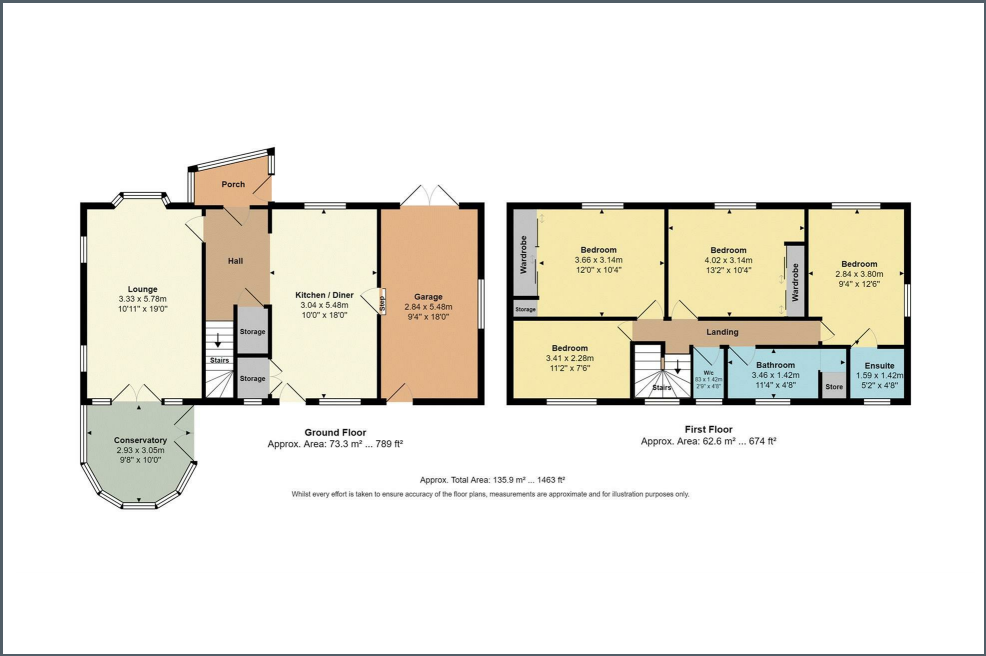 Porch
Hall
Lounge
3.33 x 5.78m
10'11" x 19'0"
Kitchen / Diner
3.04 x 5.48m
10'0" x 18'0"
Step
Garage
2.84 x 5.48m
9'4" x 18'0"
Storage
Stairs
Storage
Conservatory
2.93 x 3.05m
9'8" x 10'0"
Ground Floor
Approx. Area: 73.3 m² ... 789 ft²
Wardrobe
Bedroom
3.66 x 3.14m
12'0" x 10'4"
Storage
Bedroom
4.02 x 3.14m
13'2" x 10'4"
Wardrobe
Bedroom
2.84 x 3.80m
9'4" x 12'6"
Landing
Bedroom
3.41 x 2.28m
11'2" x 7'6"
Stairs
W/c
.83 x 1.42m
2'9" x 4'8"
Bathroom
3.46 x 1.42m
11'4" x 4'8"
Store
Ensuite
1.59 x 1.42m
5'2" x 4'8"
First Floor
Approx. Area: 62.6 m² ... 674 ft²
Approx. Total Area: 135.9 m² ... 1463 ft²
Whilst every effort is taken to ensure accuracy of the floor plans, measurements are approximate and for illustration purposes only.